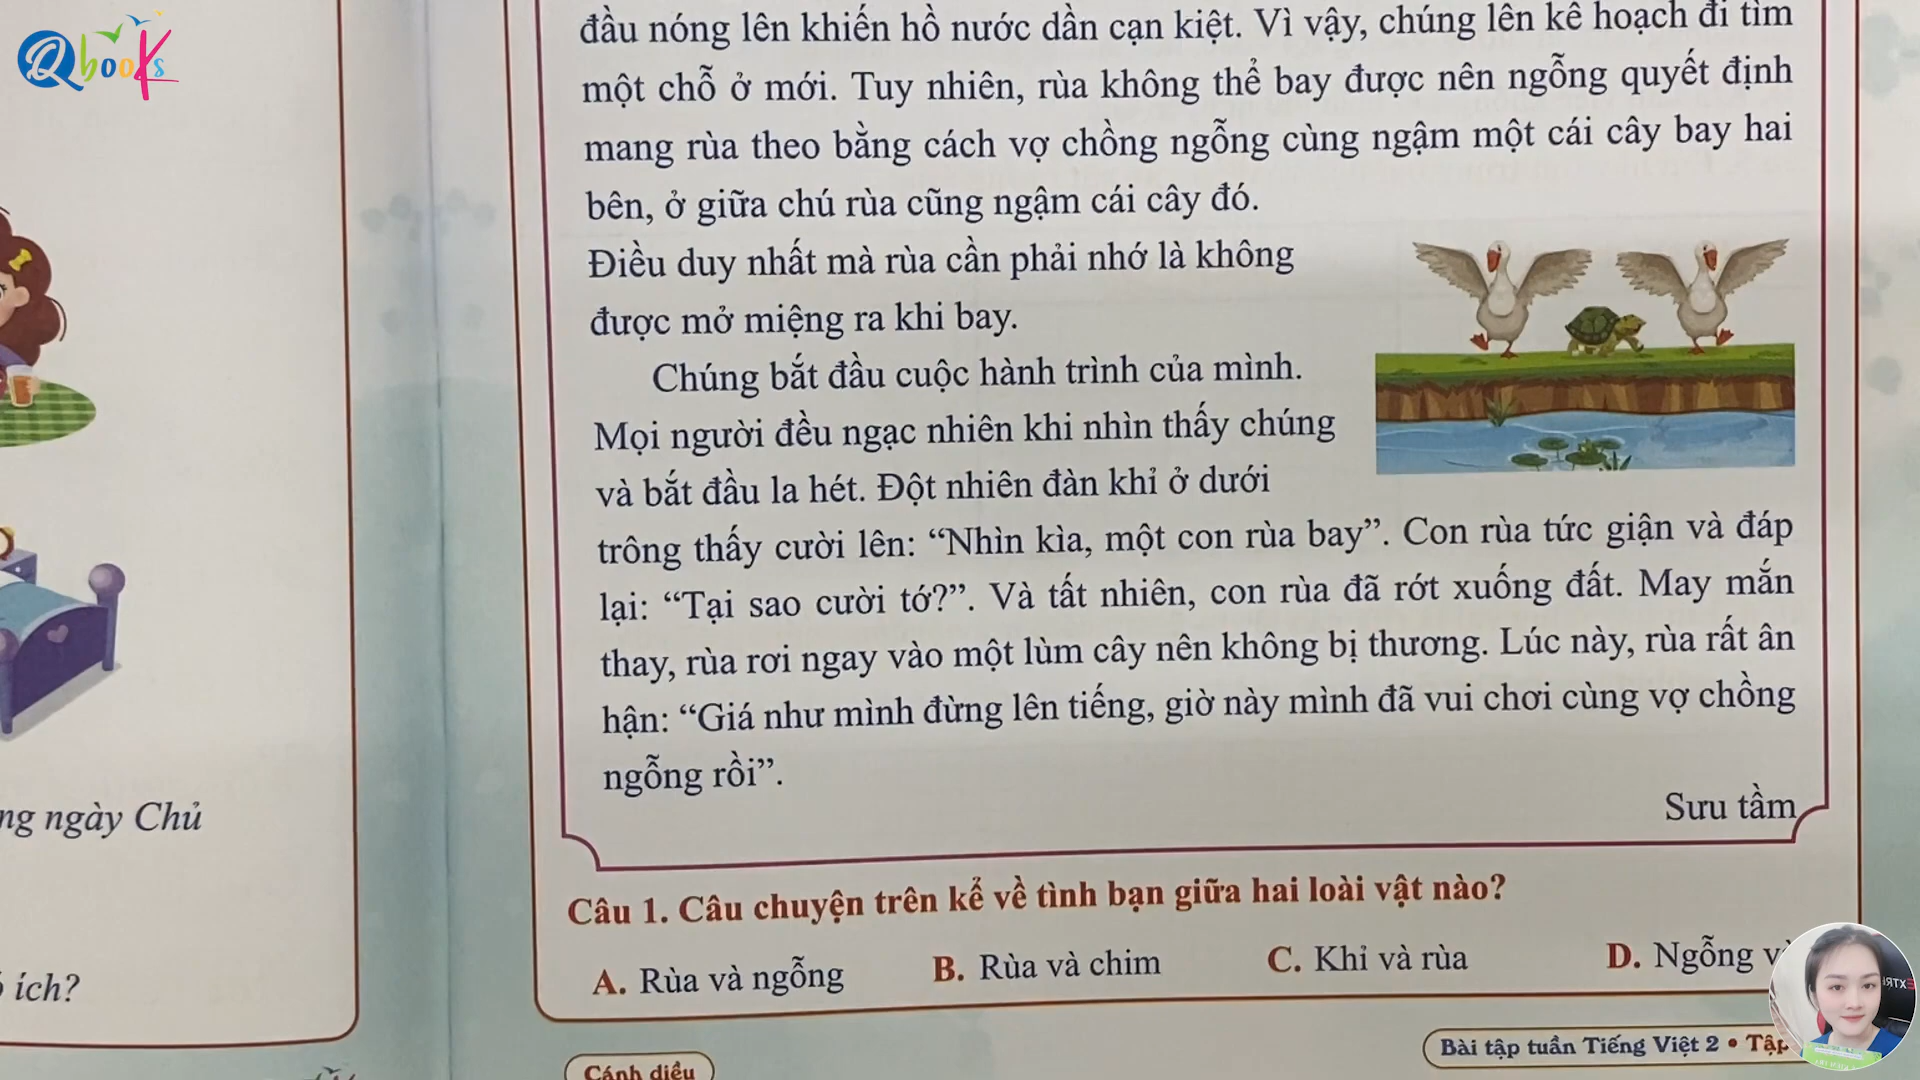 Qbooks
đầu nóng lên khiến hồ nước dần cạn kiệt. Vì vậy, chúng lên kế hoạch đi tìm
một chỗ ở mới. Tuy nhiên, rùa không thể bay được nên ngỗng quyết định
mang rùa theo bằng cách vợ chồng ngỗng cùng ngậm một cái cây bay hai
bên, ở giữa chú rùa cũng ngậm cái cây đó.
Điều duy nhất mà rùa cần phải nhớ là không
được mở miệng ra khi bay.
Chúng bắt đầu cuộc hành trình của mình.
Mọi người đều ngạc nhiên khi nhìn thấy chúng
và bắt đầu la hét. Đột nhiên đàn khỉ ở dưới
trông thấy cười lên: “Nhìn kìa, một con rùa bay”. Con rùa tức giận và đáp
lại: “Tại sao cười tớ?”. Và tất nhiên, con rùa đã rớt xuống đất. May mắn
thay, rùa rơi ngay vào một lùm cây nên không bị thương. Lúc này, rùa rất ân
hận: “Giá như mình đừng lên tiếng, giờ này mình đã vui chơi cùng vợ chồng
ngỗng rồi”.
Sưu tầm
Câu 1. Câu chuyện trên kể về tình bạn giữa hai loài vật nào?
A. Rùa và ngỗng B. Rùa và chim C. Khỉ và rùa D. Ngỗng
Bài tập tuần Tiếng Việt 2 • Tập
Cánh diều
ng ngày Chủ
ích?